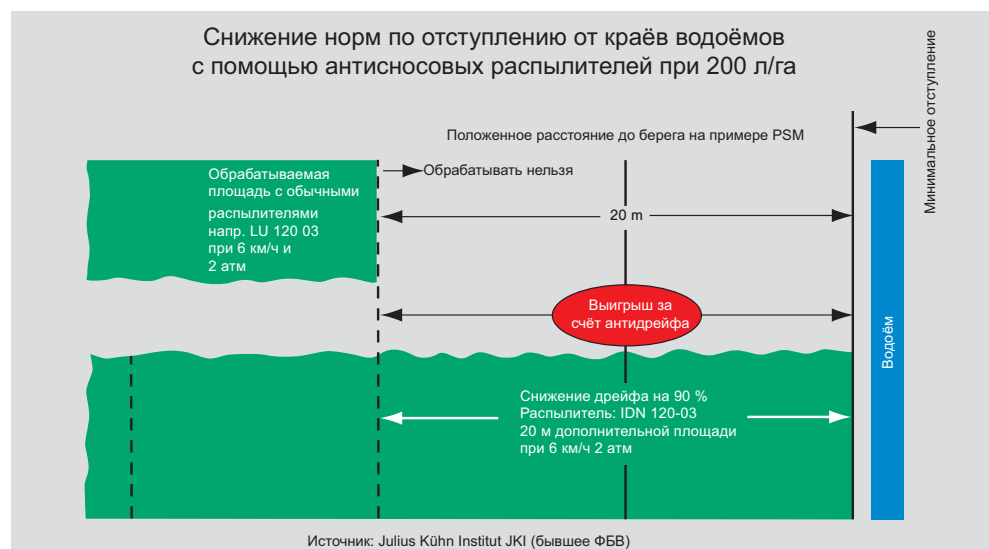 Снижение норм по отступлению от краёв водоёмов
с помощью антисносовых распылителей при 200 л/га
Минимальное отступление
Положенное расстояние до берега на примере PSM
Обрабатываемая
площадь с обычными
распылителями
напр. LU 120 03
при 6 км/ч и
2 атм
Обрабатывать нельзя
20 m
Выигрыш за
счёт антидрейфа
Водоём
Снижение дрейфа на 90 %
Распылитель: IDN 120-03
20 м дополнительной площади
при 6 км/ч 2 атм
Источник: Julius Kühn Institut JKI (бывшее ФБВ)